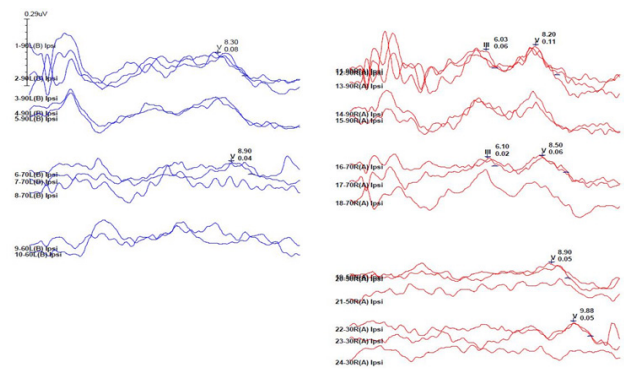 0.29uV
8.30
V 0.08
1-90L(B) Ipsi
2-90L(B) Ipsi
3-90L(B) Ipsi
4-90L(B) Ipsi
5-90L(B) Ipsi
8.90
V 0.04
6-70L(B) Ipsi
7-70L(B) Ipsi
8-70L(B) Ipsi
9-60L(B) Ipsi
10-60L(B) Ipsi
6.03
III 0.06
8.20
V 0.11
12-90R(A) Ipsi
13-90R(A) Ipsi
14-90R(A) Ipsi
15-90R(A) Ipsi
6.10
III 0.02
8.50
V 0.06
16-70R(A) Ipsi
17-70R(A) Ipsi
18-70R(A) Ipsi
8.90
V 0.05
20-50R(A) Ipsi
21-50R(A) Ipsi
9.88
V 0.05
22-30R(A) Ipsi
23-30R(A) Ipsi
24-30R(A) Ipsi